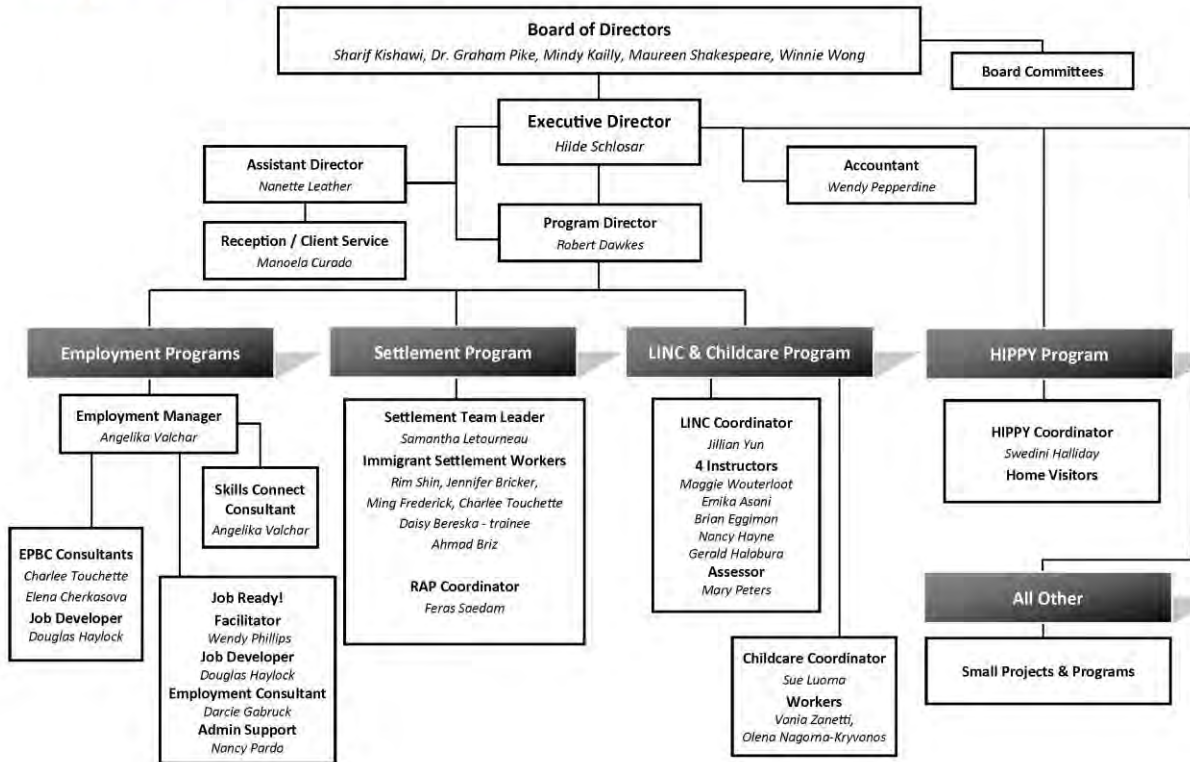 Board of Directors
Sharif Kishawi, Dr. Graham Pike, Mindy Kailly, Maureen Shakespeare, Winnie Wong
Board Committees
Executive Director
Hilde Schlosar
Assistant Director
Nanette Leather
Accountant
Wendy Pepperdine
Reception / Client Service
Manoela Curado
Program Director
Robert Dawkes
Employment Programs
Settlement Program
LINC & Childcare Program
HIPPY Program
Employment Manager
Angelika Valchar
Skills Connect
Consultant
Angelika Valchar
EPBC Consultants
Charlee Touchette
Elena Cherkasova
Job Developer
Douglas Haylock
Job Ready!
Facilitator
Wendy Phillips
Job Developer
Douglas Haylock
Employment Consultant
Darcie Gabruck
Admin Support
Nancy Pardo
Settlement Team Leader
Samantha Letourneau
Immigrant Settlement Workers
Rim Shin, Jennifer Bricker,
Ming Frederick, Charlee Touchette
Daisy Bereska - trainee
Ahmad Briz
RAP Coordinator
Feras Saedam
LINC Coordinator
Jillian Yun
4 Instructors
Maggie Wouterloot
Emika Asani
Brian Eggiman
Nancy Hayne
Gerald Halabura
Assessor
Mary Peters
Childcare Coordinator
Sue Luoma
Workers
Vania Zanetti,
Olena Nagorna-Kryvonos
HIPPY Coordinator
Swedini Halliday
Home Visitors
All Other
Small Projects & Programs